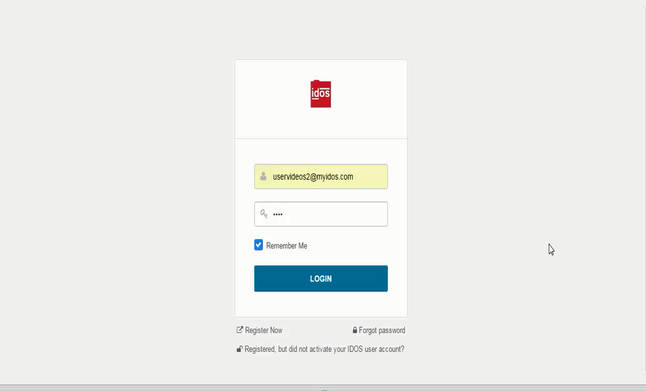 idos
uservideos2@myidos.com
••••
Remember Me
LOGIN
Register Now
Forgot password
Registered, but did not activate your IDOS user account?